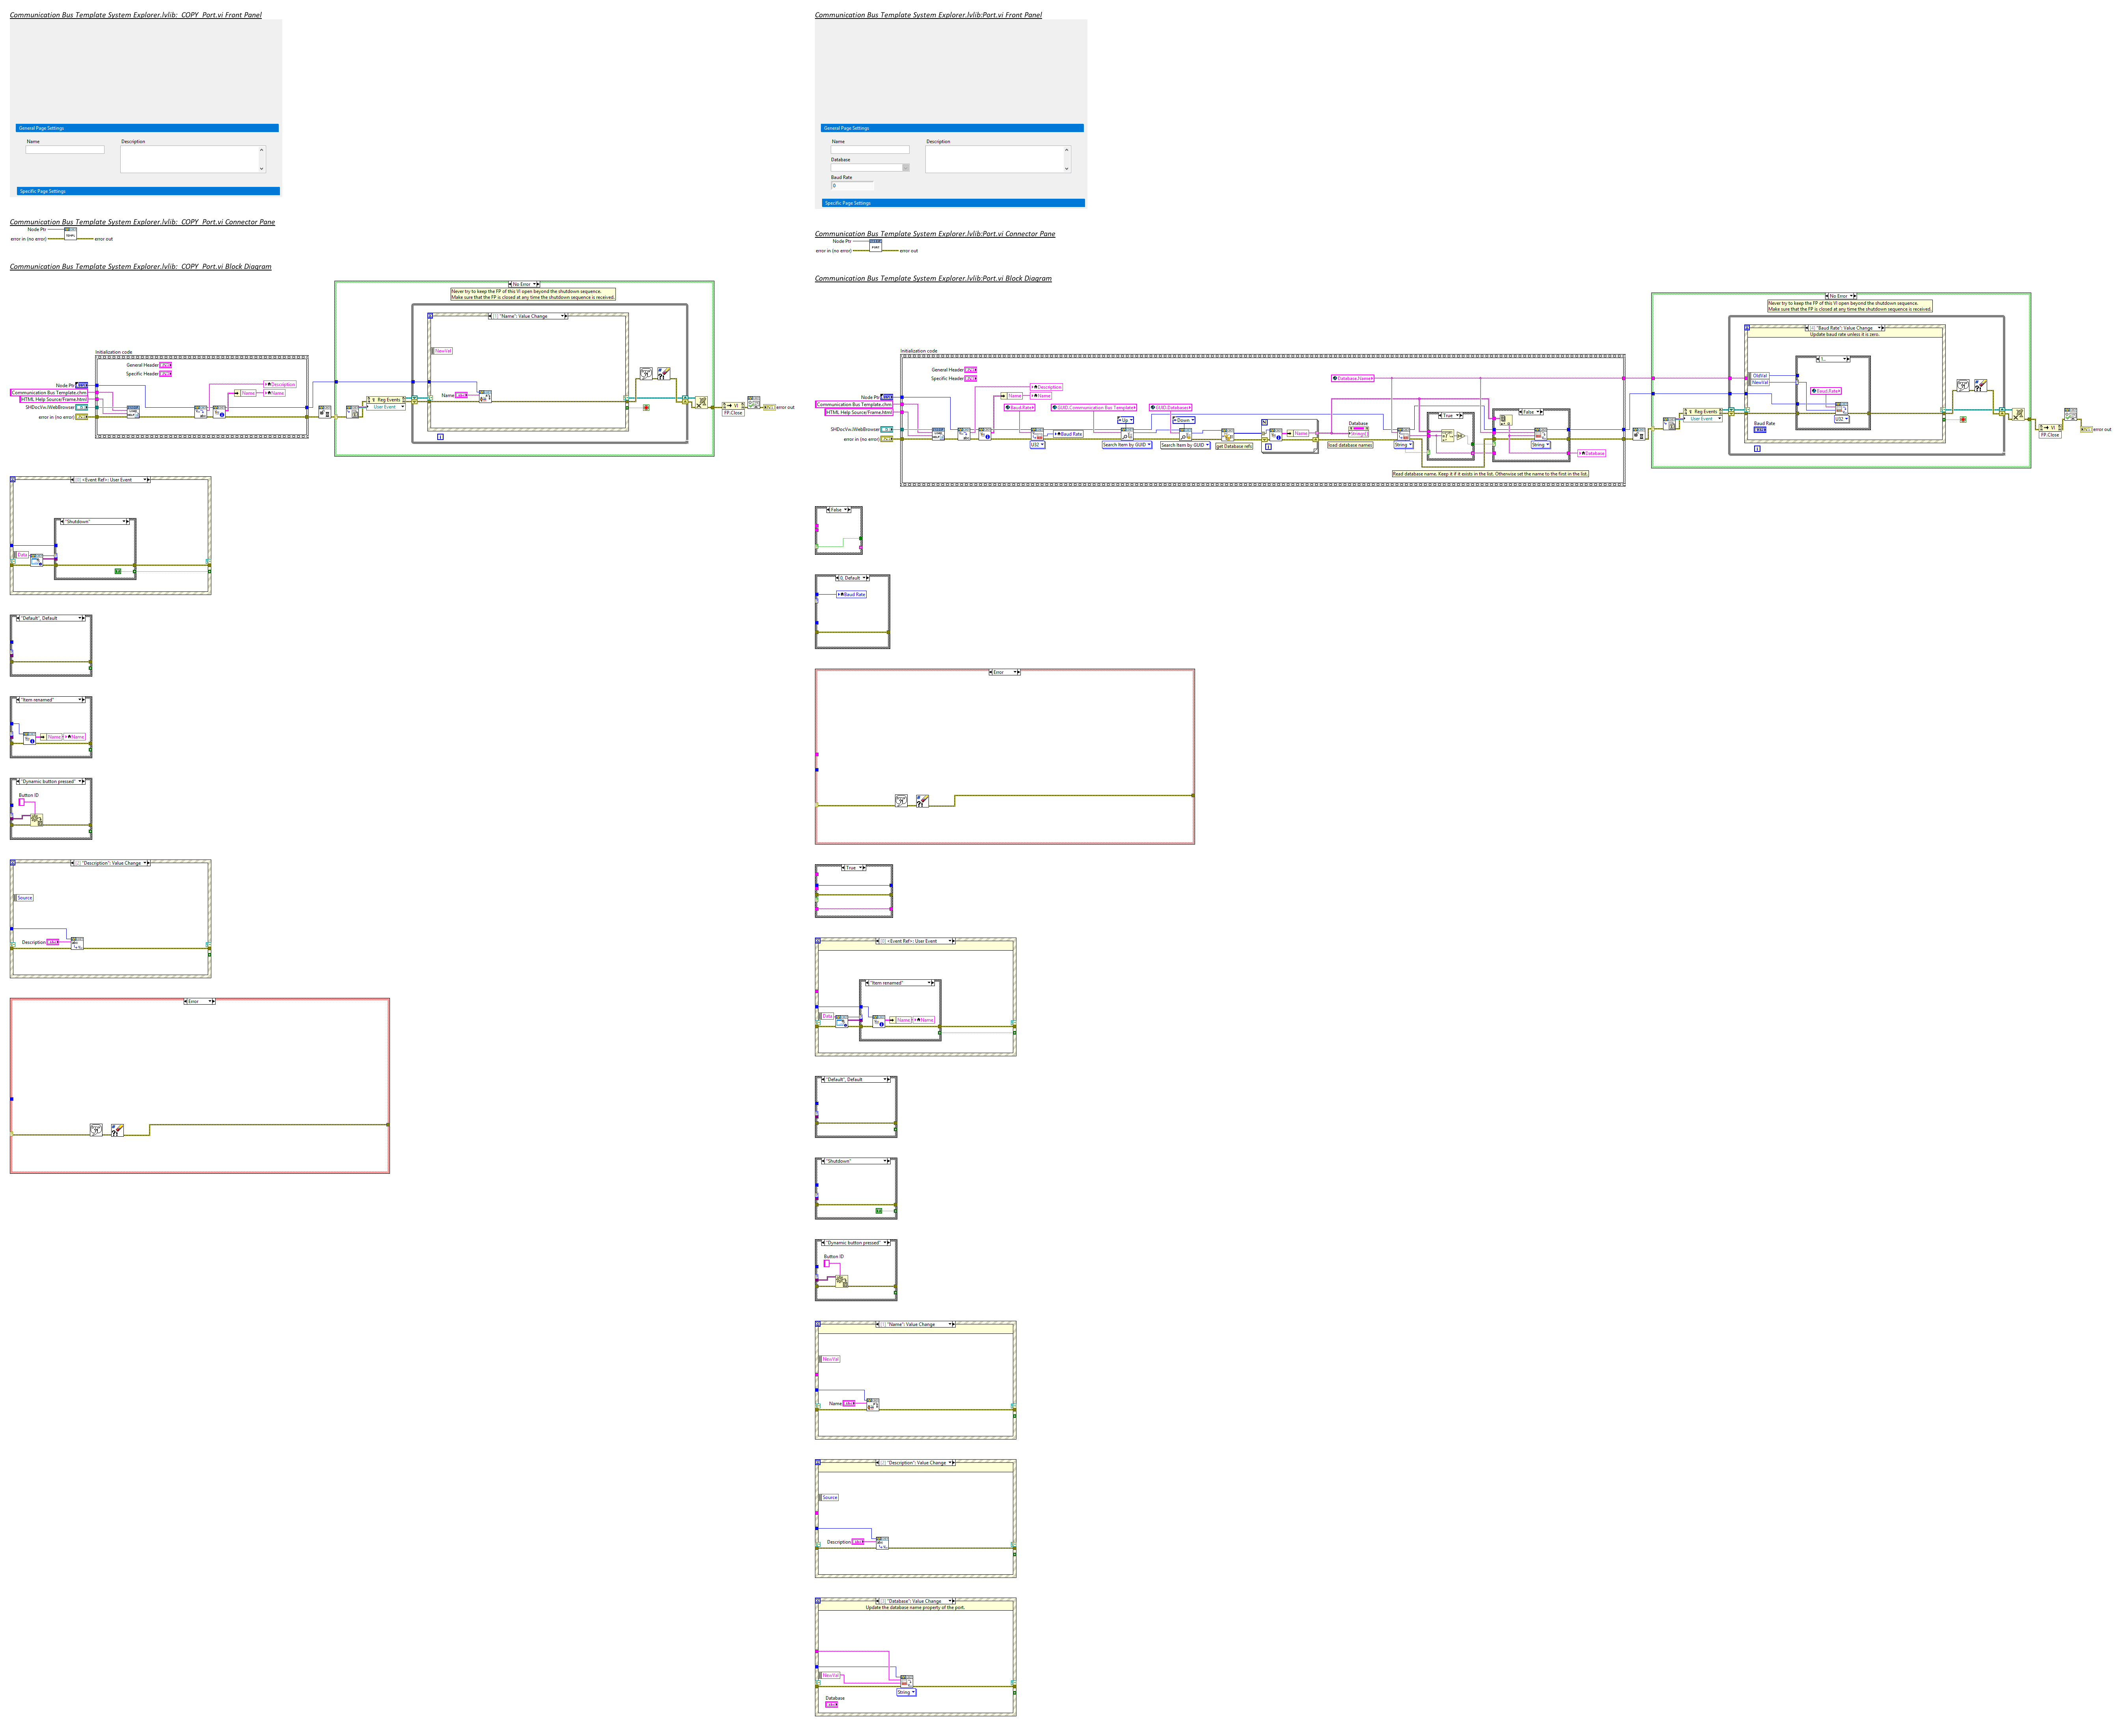 Communication Bus Template System Explorer.lvlib:_COPY_Port.vi Front Panel
General Page Settings
Name
Description
Specific Page Settings
Communication Bus Template System Explorer.lvlib:_COPY_Port.vi Connector Pane
Node Ptr
error in (no error)
error out
Communication Bus Template System Explorer.lvlib:_COPY_Port.vi Block Diagram
No Error
Never try to keep the FP of this VI open beyond the shutdown sequence.
Make sure that the FP is closed at any time the shutdown sequence is received.
[1] "Name": Value Change
NewVal
Name
Initialization code
General Header
Specific Header
Node Ptr
Communication Bus Template.chm
HTML Help Source/Frame.html
SHDocVw.IWebBrowser
error in (no error)
Description
Name
Name
Reg Events
User Event
FP.Close
error out
[0] <Event Ref>: User Event
"Shutdown"
Data
"Default", Default
"Item renamed"
Name
Name
"Dynamic button pressed"
Button ID
[2] "Description": Value Change
Source
Description
Error
Communication Bus Template System Explorer.lvlib:Port.vi Front Panel
General Page Settings
Name
Description
Database
Baud Rate
0
Specific Page Settings
Communication Bus Template System Explorer.lvlib:Port.vi Connector Pane
Node Ptr
error in (no error)
error out
Communication Bus Template System Explorer.lvlib:Port.vi Block Diagram
No Error
Never try to keep the FP of this VI open beyond the shutdown sequence.
Make sure that the FP is closed at any time the shutdown sequence is received.
"Baud Rate": Value Change
Update baud rate unless it is zero.
OldVal
NewVal
Baud Rate
U32
Baud Rate
Initialization code
General Header
Specific Header
Node Ptr
Communication Bus Template.chm
HTML Help Source/Frame.html
SHDocVw.IWebBrowser
error in (no error)
Description
Name
Name
Baud Rate
GUID Communication Bus Template
GUID Databases
Database Name
U32
Baud Rate
Up
Search Item by GUID
Down
Search Item by GUID
get Database refs
Name
load database names
Database
Strings[]
String
True
False
String
Database
Read database name. Keep it if it exists in the list. Otherwise set the name to the first in the list.
Reg Events
User Event
FP.Close
error out
False
0, Default
Baud Rate
Error
True
<Event Ref>: User Event
"Item renamed"
Data
Name
Name
"Default", Default
"Shutdown"
"Dynamic button pressed"
Button ID
[1] "Name": Value Change
NewVal
Name
[2] "Description": Value Change
Source
Description
"Database": Value Change
Update the database name property of the port.
NewVal
String
Database